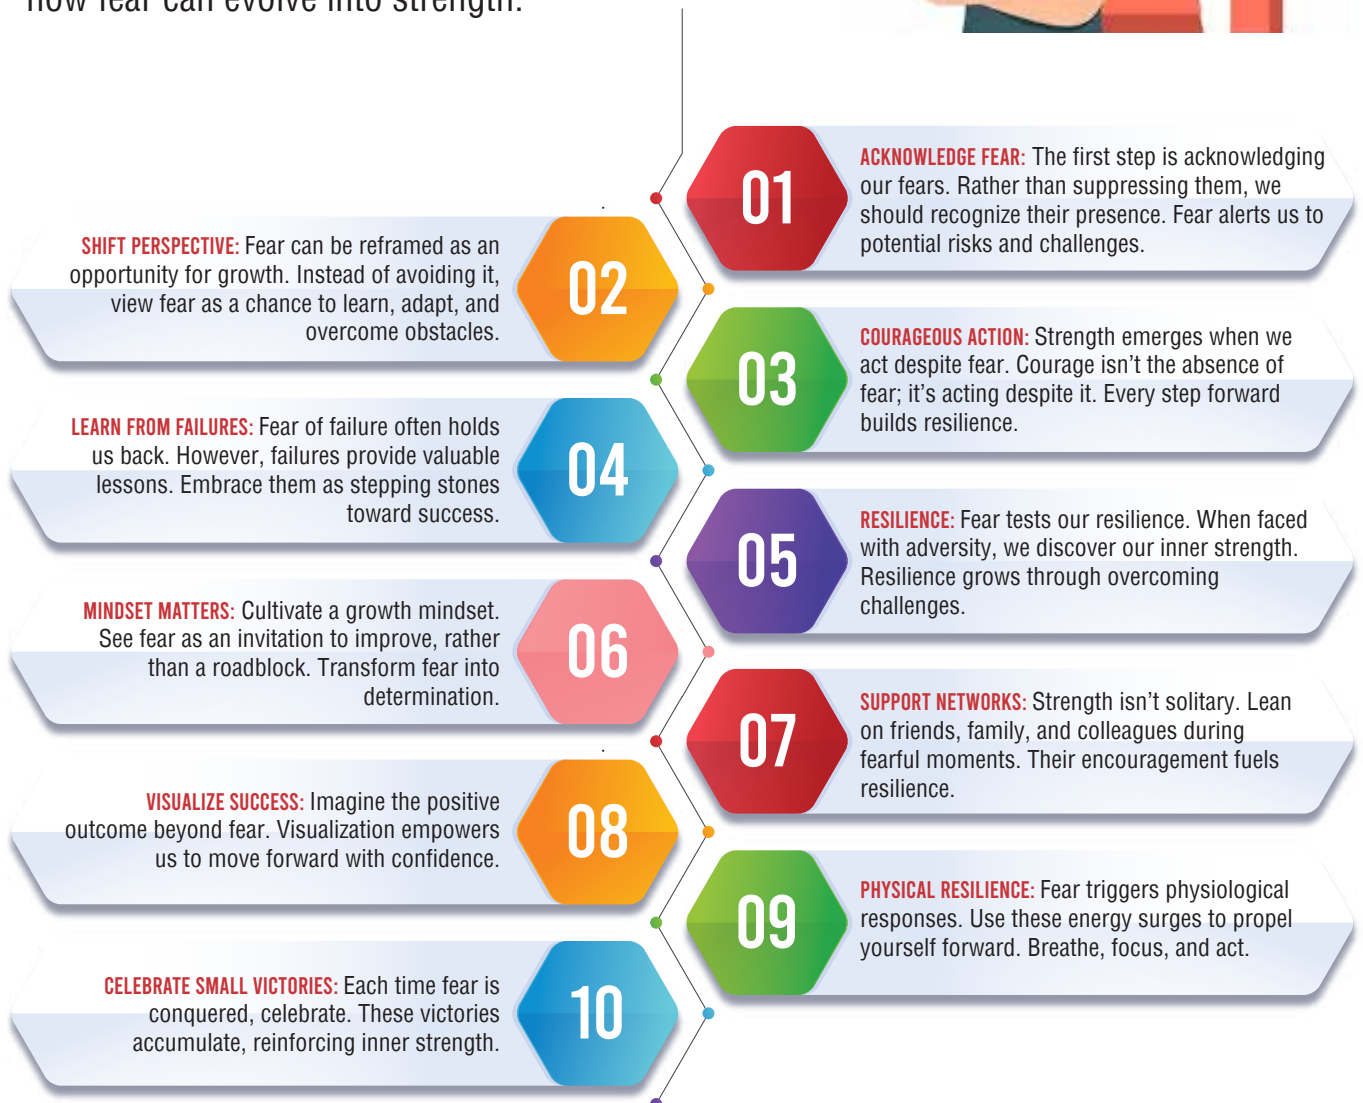 how fear can evolve into strength.
01
ACKNOWLEDGE FEAR: The first step is acknowledging
our fears. Rather than suppressing them, we
should recognize their presence. Fear alerts us to
potential risks and challenges.
SHIFT PERSPECTIVE: Fear can be reframed as an
opportunity for growth. Instead of avoiding it,
view fear as a chance to learn, adapt, and
overcome obstacles.
02
03
COURAGEOUS ACTION: Strength emerges when we
act despite fear. Courage isn't the absence of
fear; it's acting despite it. Every step forward
builds resilience.
LEARN FROM FAILURES: Fear of failure often holds
us back. However, failures provide valuable
lessons. Embrace them as stepping stones
toward success.
04
05
RESILIENCE: Fear tests our resilience. When faced
with adversity, we discover our inner strength.
Resilience grows through overcoming
challenges.
MINDSET MATTERS: Cultivate a growth mindset.
See fear as an invitation to improve, rather
than a roadblock. Transform fear into
determination.
06
07
SUPPORT NETWORKS: Strength isn't solitary. Lean
on friends, family, and colleagues during
fearful moments. Their encouragement fuels
resilience.
VISUALIZE SUCCESS: Imagine the positive
outcome beyond fear. Visualization empowers
us to move forward with confidence.
08
09
PHYSICAL RESILIENCE: Fear triggers physiological
responses. Use these energy surges to propel
yourself forward. Breathe, focus, and act.
CELEBRATE SMALL VICTORIES: Each time fear is
conquered, celebrate. These victories
accumulate, reinforcing inner strength.
10